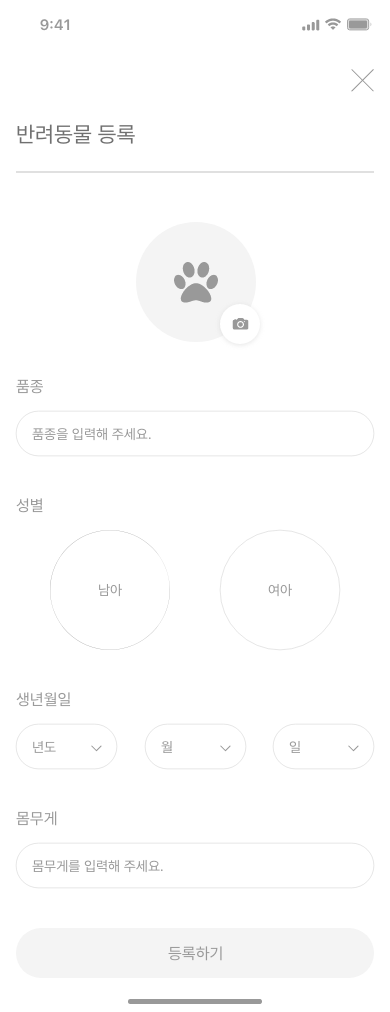 9:41
반려동물 등록
품종
품종을 입력해 주세요.
성별
남아
여아
생년월일
년도
월
일
몸무게
몸무게를 입력해 주세요.
등록하기